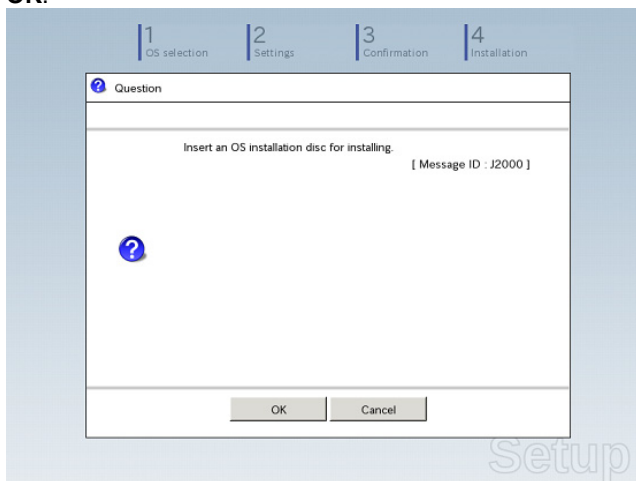 OK.
1
OS selection
2
Settings
3
Confirmation
4
Installation
Question
Insert an OS installation disc for installing.
[ Message ID : J2000 ]
OK
Cancel
Setup